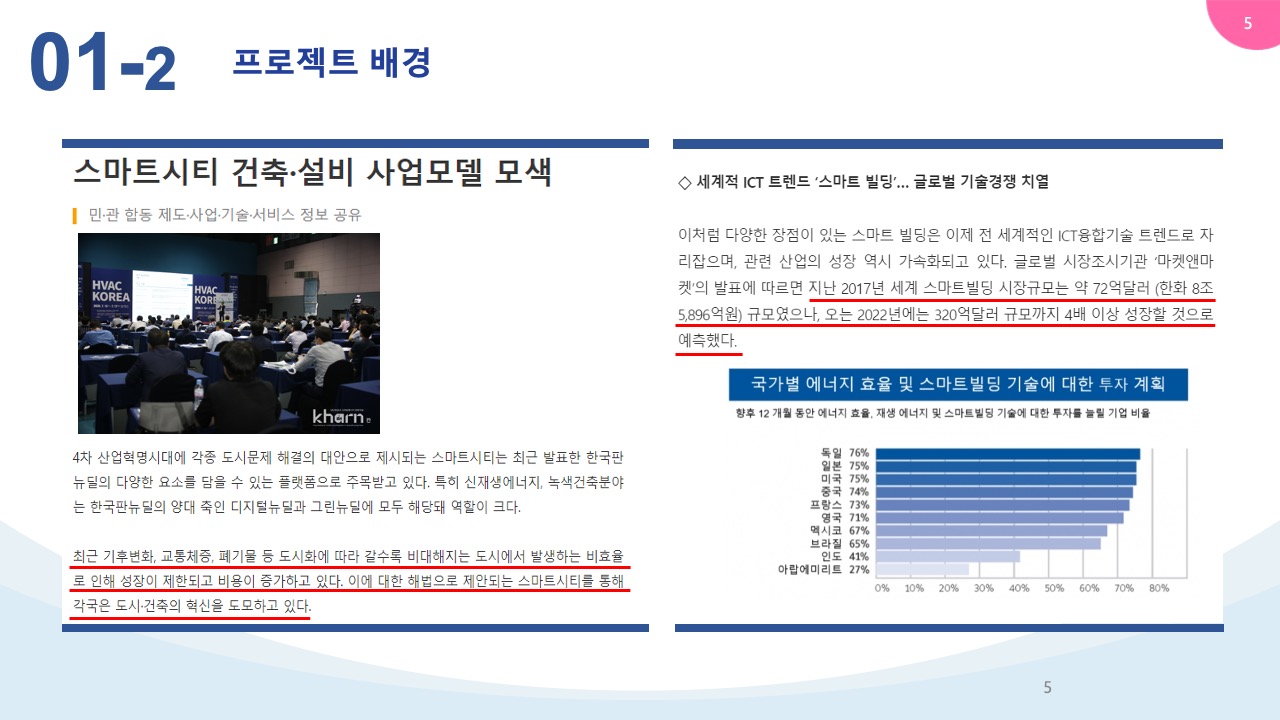 5
01-2
프로젝트 배경
스마트시티 건축·설비 사업모델 모색
민·관 합동 제도·사업·기술·서비스 정보 공유
HVAC
KOREA
HVAC
KOREA
kharn
4차 산업혁명시대에 각종 도시문제 해결의 대안으로 제시되는 스마트시티는 최근 발표한 한국판
뉴딜의 다양한 요소를 담을 수 있는 플랫폼으로 주목받고 있다. 특히 신재생에너지, 녹색건축분야
는 한국판뉴딜의 양대 축인 디지털뉴딜과 그린뉴딜에 모두 해당돼 역할이 크다.
최근 기후변화, 교통체증, 폐기물 등 도시화에 따라 갈수록 비대해지는 도시에서 발생하는 비효율
로 인해 성장이 제한되고 비용이 증가하고 있다. 이에 대한 해법으로 제안되는 스마트시티를 통해
각국은 도시·건축의 혁신을 도모하고 있다.
◇ 세계적 ICT 트렌드 ‘스마트 빌딩’... 글로벌 기술경쟁 치열
이처럼 다양한 장점이 있는 스마트 빌딩은 이제 전 세계적인 ICT융합기술 트렌드로 자
리잡으며, 관련 산업의 성장 역시 가속화되고 있다. 글로벌 시장조사기관 ‘마켓앤마
켓’의 발표에 따르면 지난 2017년 세계 스마트빌딩 시장규모는 약 72억달러 (한화 8조
5,896억원) 규모였으나, 오는 2022년에는 320억달러 규모까지 4배 이상 성장할 것으로
예측했다.
국가별 에너지 효율 및 스마트빌딩 기술에 대한 투자 계획
향후 12 개월 동안 에너지 효율, 재생 에너지 및 스마트빌딩 기술에 대한 투자를 늘릴 기업 비율
독일 76%
일본 75%
미국 75%
중국 74%
프랑스 73%
영국 71%
멕시코 67%
브라질 65%
인도 41%
아랍에미리트 27%
0% 10% 20% 30% 40% 50% 60% 70% 80%
5